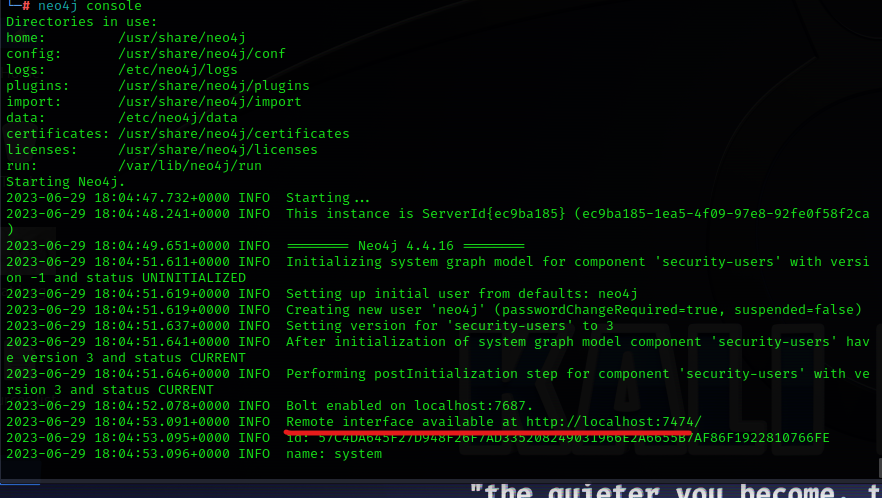 └─# neo4j console
Directories in use:
home:         /usr/share/neo4j
config:       /usr/share/neo4j/conf
logs:         /etc/neo4j/logs
plugins:      /usr/share/neo4j/plugins
import:       /usr/share/neo4j/import
data:         /etc/neo4j/data
certificates: /usr/share/neo4j/certificates
licenses:     /usr/share/neo4j/licenses
run:          /var/lib/neo4j/run
Starting Neo4j.
2023-06-29 18:04:47.732+0000 INFO  Starting...
2023-06-29 18:04:48.241+0000 INFO  This instance is ServerId{ec9ba185} (ec9ba185-1ea5-4f09-97e8-92fe0f58f2ca
)
2023-06-29 18:04:49.651+0000 INFO  ======== Neo4j 4.4.16 ========
2023-06-29 18:04:51.611+0000 INFO  Initializing system graph model for component 'security-users' with versi
on -1 and status UNINITIALIZED
2023-06-29 18:04:51.619+0000 INFO  Setting up initial user from defaults: neo4j
2023-06-29 18:04:51.619+0000 INFO  Creating new user 'neo4j' (passwordChangeRequired=true, suspended=false)
2023-06-29 18:04:51.637+0000 INFO  Setting version for 'security-users' to 3
2023-06-29 18:04:51.641+0000 INFO  After initialization of system graph model component 'security-users' hav
e version 3 and status CURRENT
2023-06-29 18:04:51.646+0000 INFO  Performing postInitialization step for component 'security-users' with ve
rsion 3 and status CURRENT
2023-06-29 18:04:52.078+0000 INFO  Bolt enabled on localhost:7687.
2023-06-29 18:04:53.091+0000 INFO  Remote interface available at http://localhost:7474/
2023-06-29 18:04:53.095+0000 INFO  id:
2023-06-29 18:04:53.096+0000 INFO  name: system
KALI
"the quieter you become, t